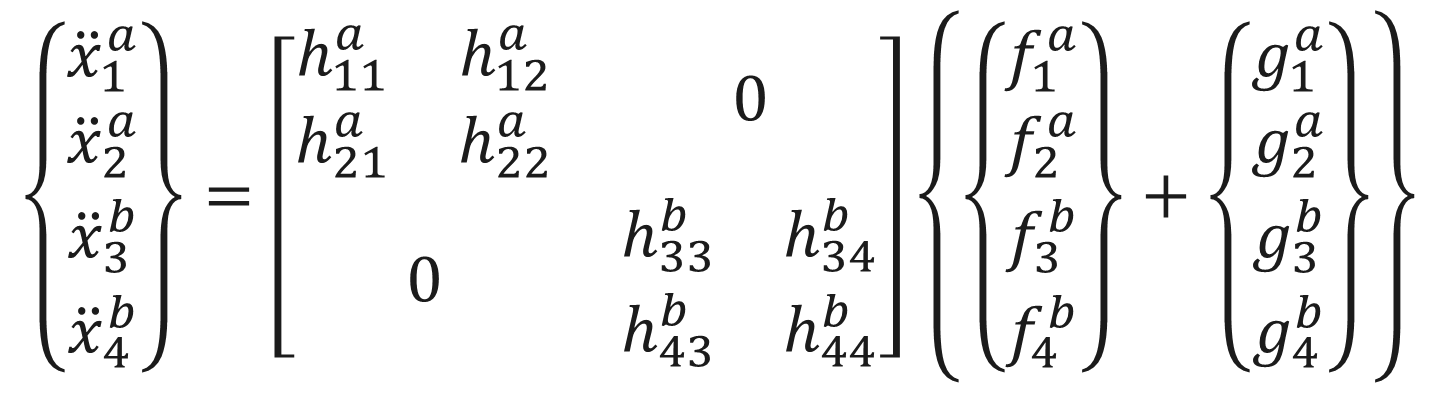 ẍ₁ᵃ h₁₁ᵃ h₁₂ᵃ f₁ᵃ g₁ᵃ
0
ẍ₂ᵃ h₂₁ᵃ h₂₂ᵃ f₂ᵃ g₂ᵃ
{ } = [ ] { { } + { } }
ẍ₃ᵇ h₃₃ᵇ h₃₄ᵇ f₃ᵇ g₃ᵇ
0
ẍ₄ᵇ h₄₃ᵇ h₄₄ᵇ f₄ᵇ g₄ᵇ